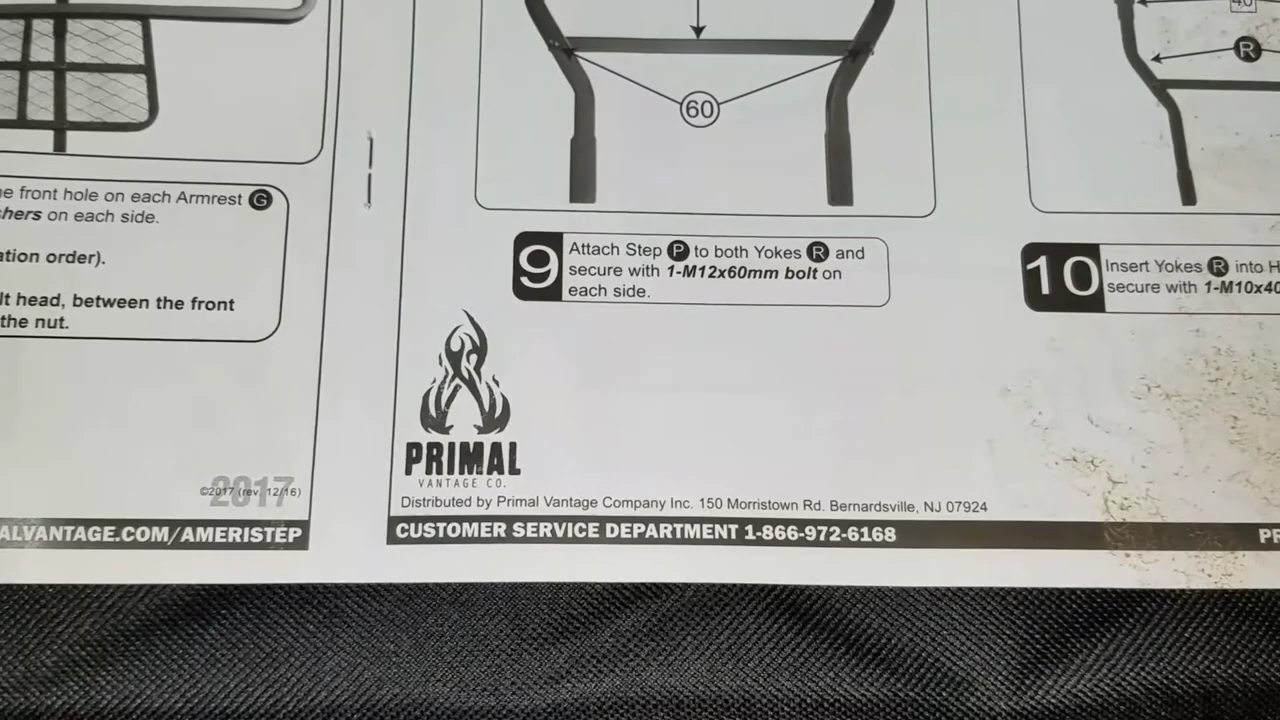 e front hole on each Armrest G
hers on each side.
ation order).
lt head, between the front
the nut.
©2017 (rev. 12/16)
2017
ALVANTAGE.COM/AMERISTEP
60
9
Attach Step P to both Yokes R and
secure with 1-M12x60mm bolt on
each side.
PRIMAL
VANTAGE CO.
Distributed by Primal Vantage Company Inc. 150 Morristown Rd. Bernardsville, NJ 07924
CUSTOMER SERVICE DEPARTMENT 1-866-972-6168
PR
40
R
10
Insert Yokes R into H
secure with 1-M10x40